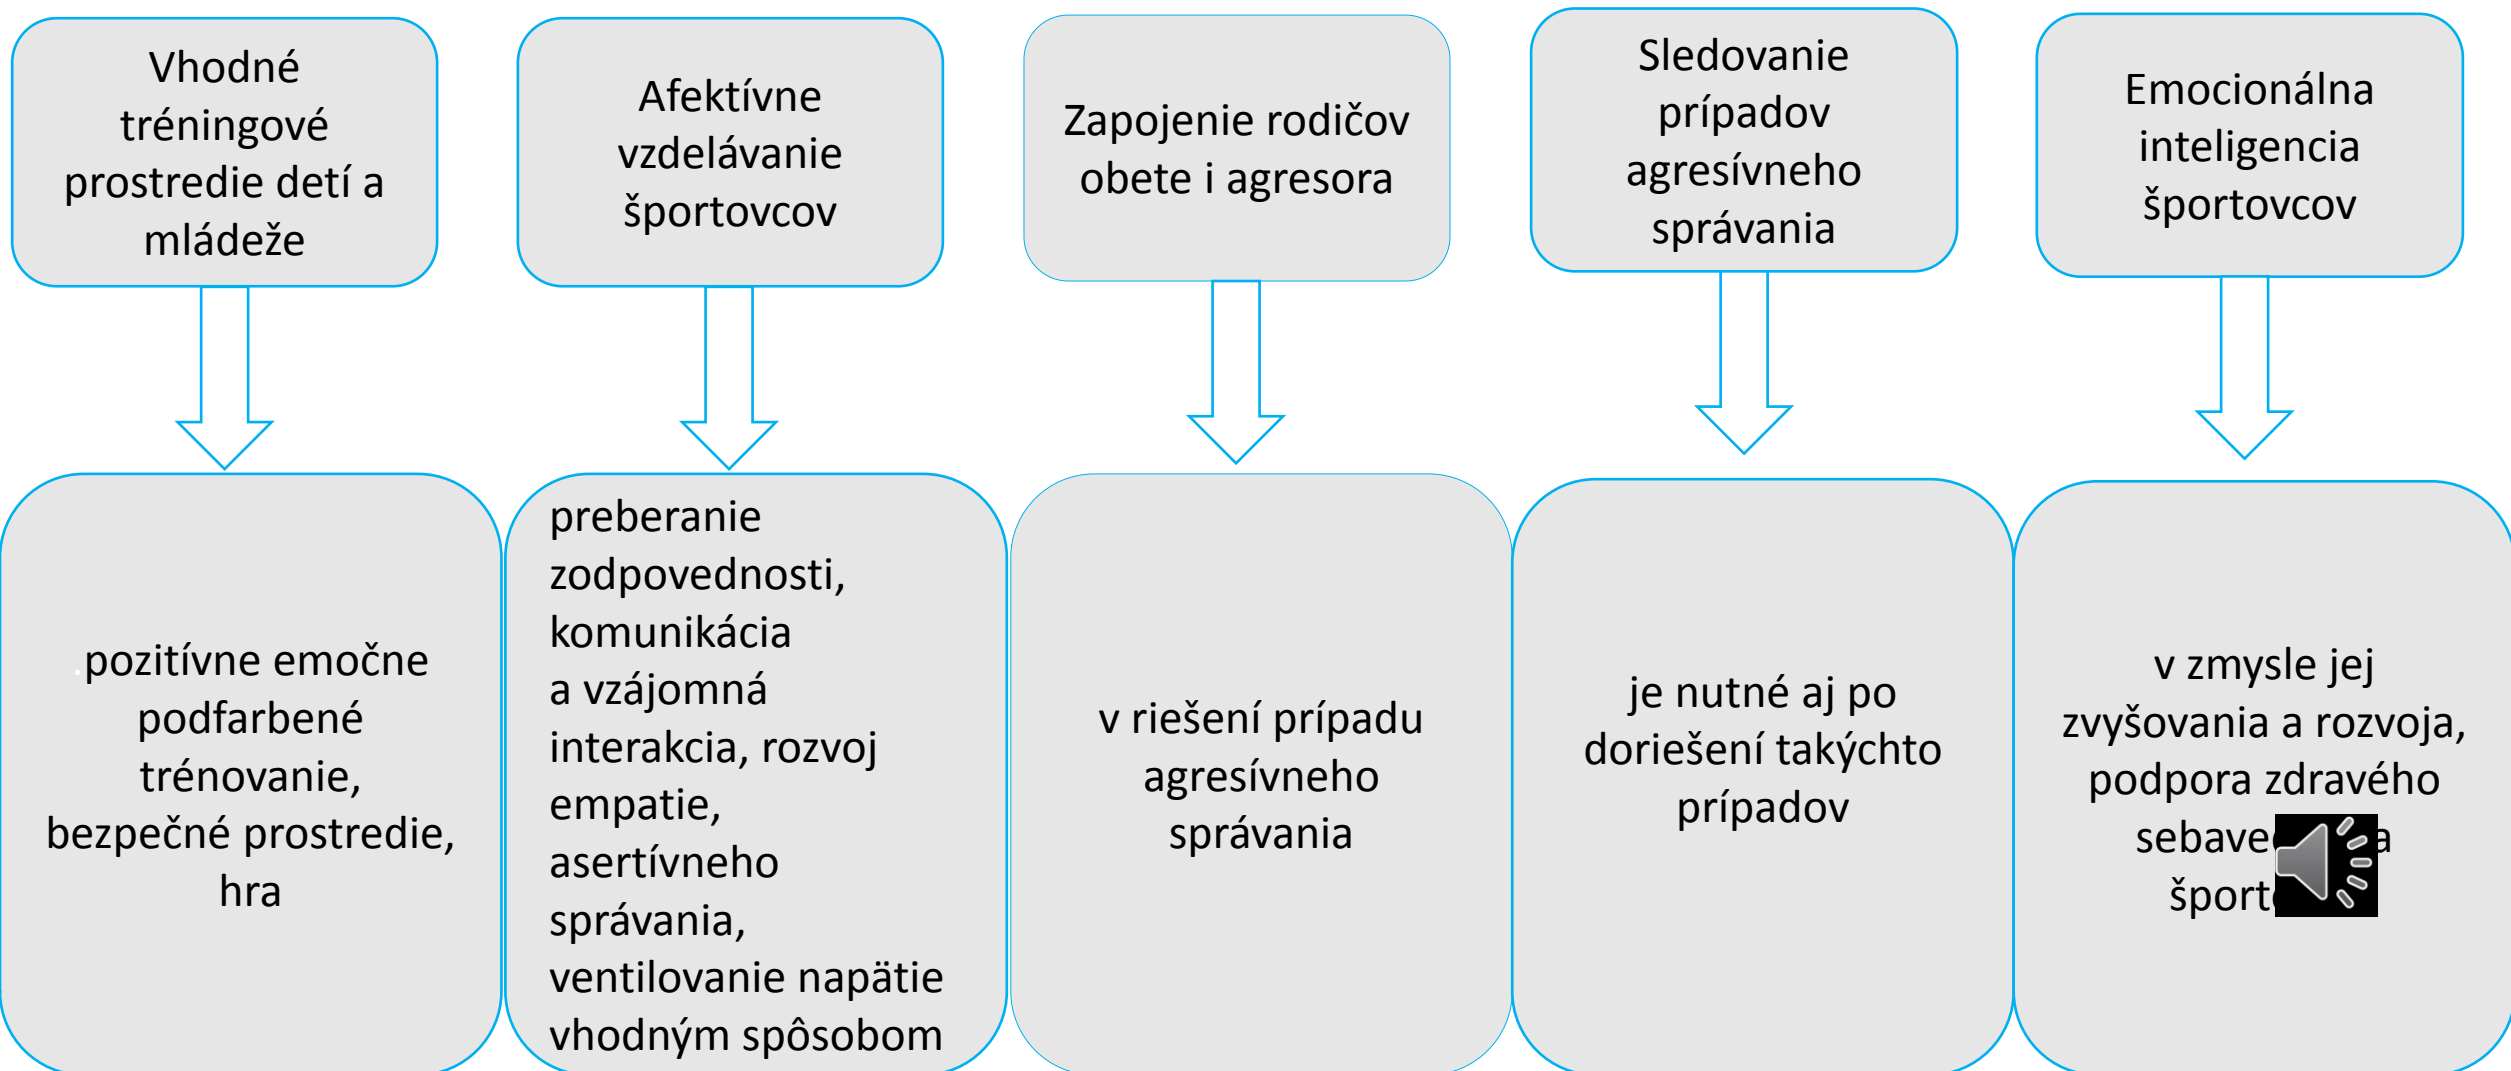 Vhodné
tréningové
prostredie detí a
mládeže
Afektívne
vzdelávanie
športovcov
Zapojenie rodičov
obete i agresora
Sledovanie
prípadov
agresívneho
správania
Emocionálna
inteligencia
športovcov
.pozitívne emočne
podfarbené
trénovanie,
bezpečné prostredie,
hra
preberanie
zodpovednosti,
komunikácia
a vzájomná
interakcia, rozvoj
empatie,
asertívneho
správania,
ventilovanie napätie
vhodným spôsobom
v riešení prípadu
agresívneho
správania
je nutné aj po
doriešení takýchto
prípadov
v zmysle jej
zvyšovania a rozvoja,
podpora zdravého